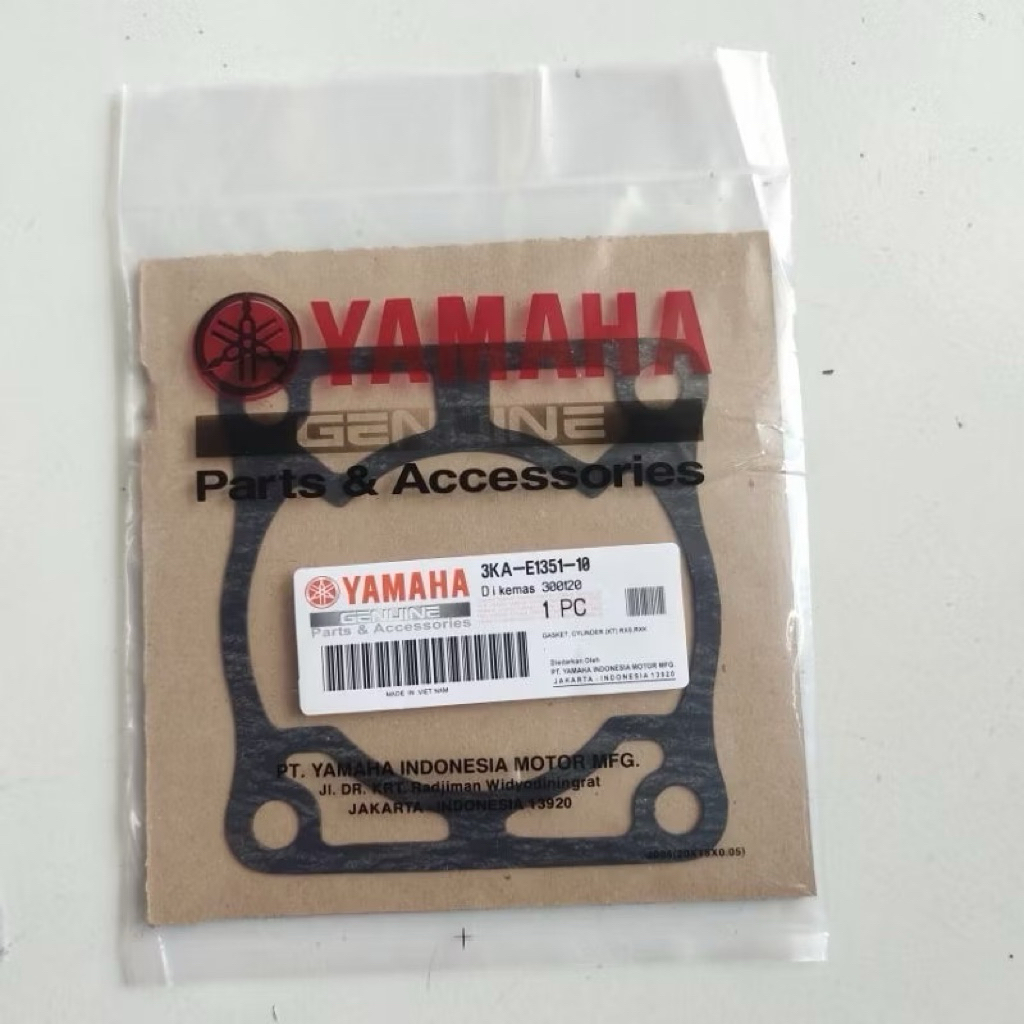 YAMAHA
GENUINE
Parts & Accessories
YAMAHA
GENUINE
Parts & Accessories
3KA-E1351-10
Dikemas 300120
1 PC
GASKET, CYLINDER (KT) RXS,RXK
MADE IN VIET NAM
Diedarkan Oleh
PT. YAMAHA INDONESIA MOTOR MFG.
JAKARTA - INDONESIA 13920
PT. YAMAHA INDONESIA MOTOR MFG.
Jl. DR. KRT. Radjiman Widyodiningrat
JAKARTA - INDONESIA 13920